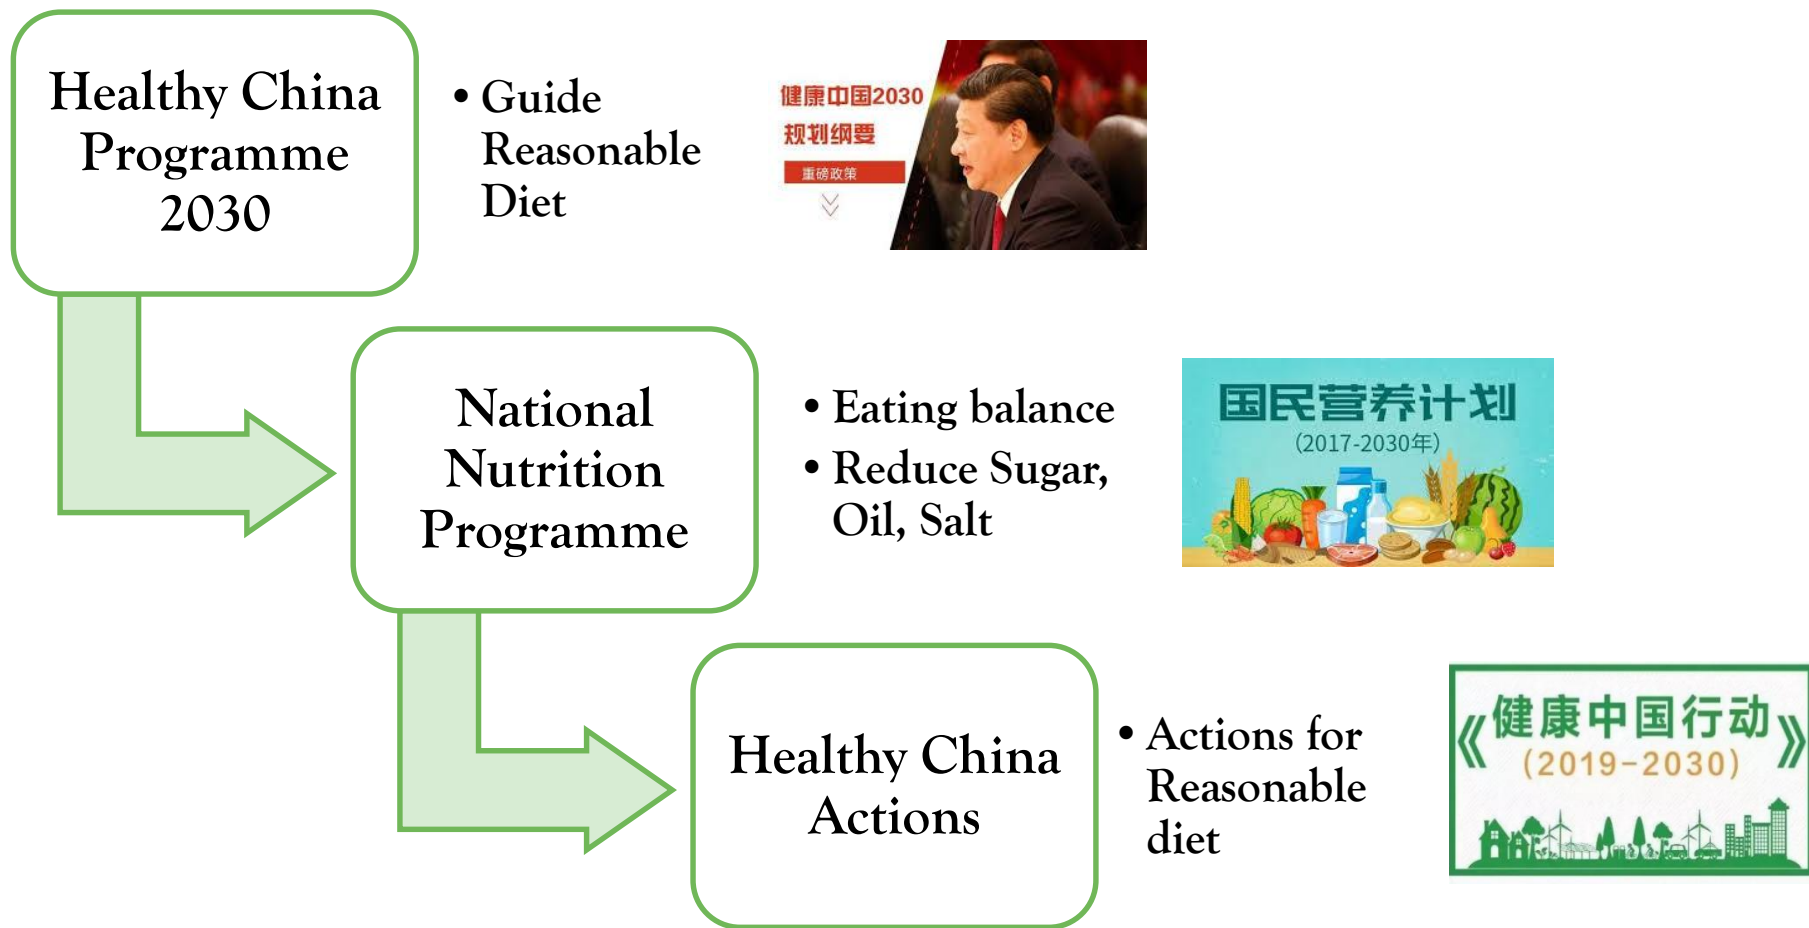 Healthy China
Programme
2030
• Guide
Reasonable
Diet
健康中国2030
规划纲要
重磅政策
National
Nutrition
Programme
• Eating balance
• Reduce Sugar,
Oil, Salt
国民营养计划
(2017-2030年)
Healthy China
Actions
• Actions for
Reasonable
diet
《健康中国行动》
(2019-2030)